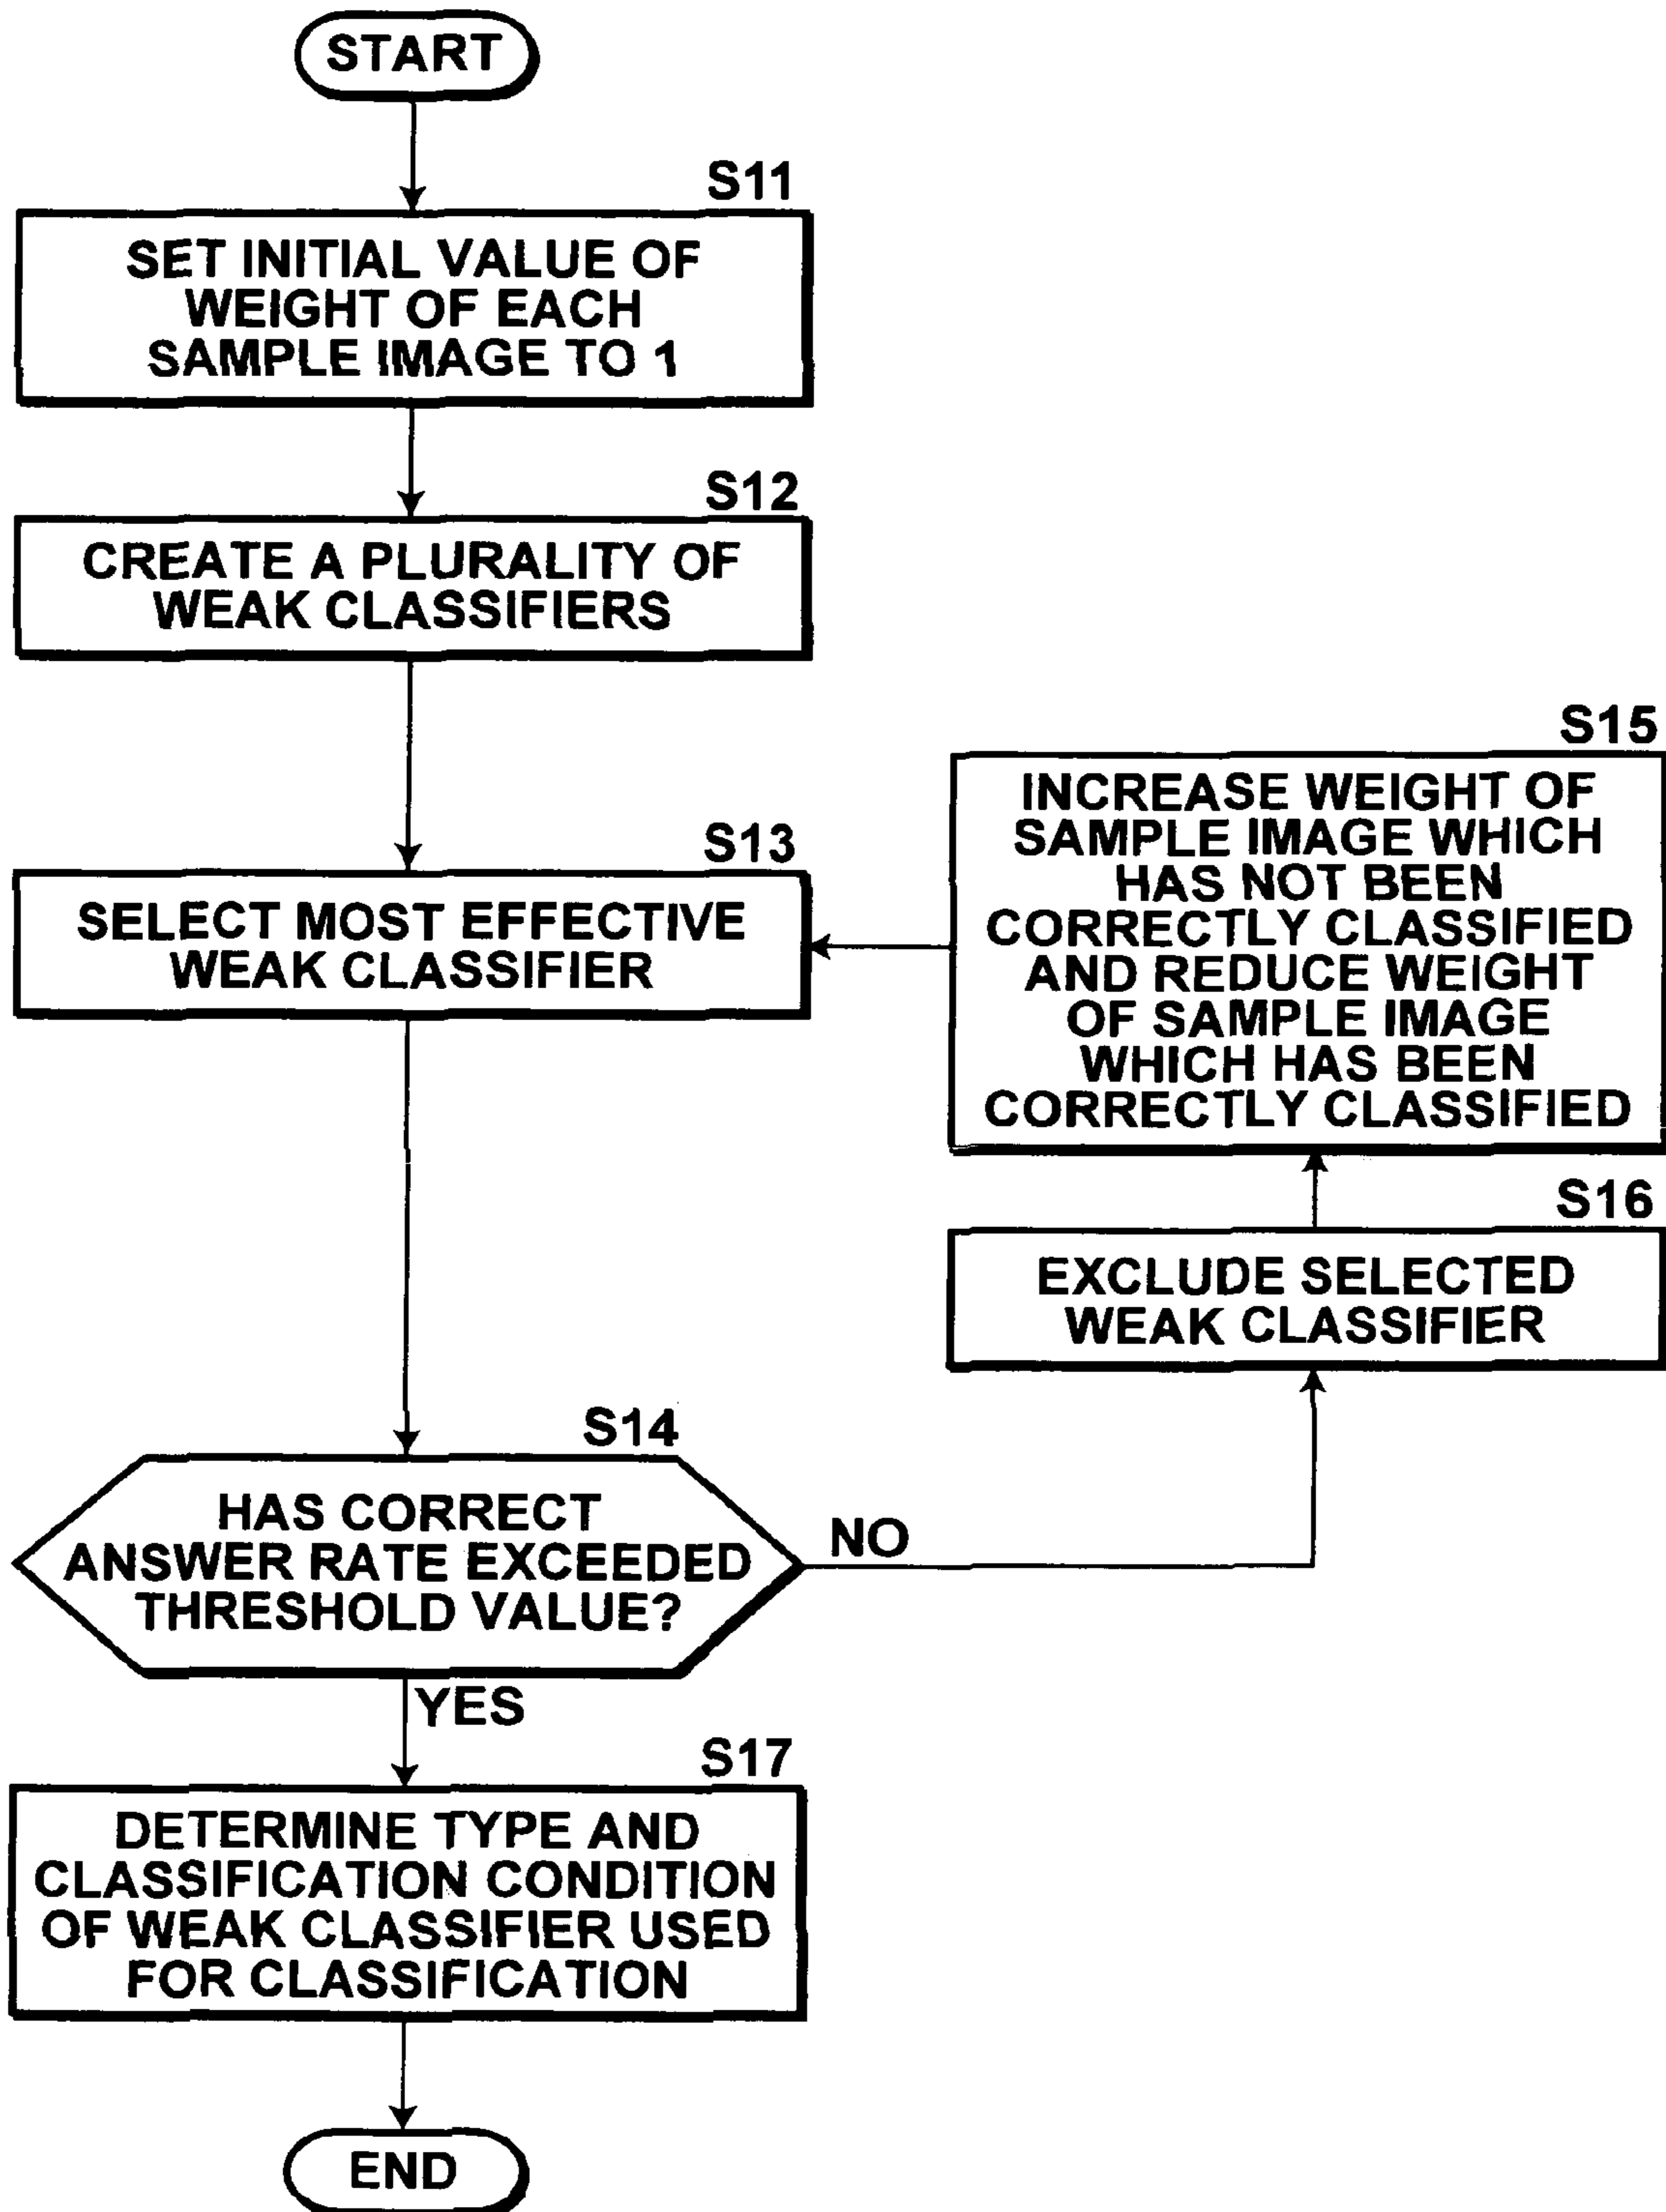 START
S11
SET INITIAL VALUE OF
WEIGHT OF EACH
SAMPLE IMAGE TO 1
S12
CREATE A PLURALITY OF
WEAK CLASSIFIERS
S13
SELECT MOST EFFECTIVE
WEAK CLASSIFIER
S15
INCREASE WEIGHT OF
SAMPLE IMAGE WHICH
HAS NOT BEEN
CORRECTLY CLASSIFIED
AND REDUCE WEIGHT
OF SAMPLE IMAGE
WHICH HAS BEEN
CORRECTLY CLASSIFIED
S16
EXCLUDE SELECTED
WEAK CLASSIFIER
S14
HAS CORRECT
ANSWER RATE EXCEEDED
THRESHOLD VALUE?
NO
YES
S17
DETERMINE TYPE AND
CLASSIFICATION CONDITION
OF WEAK CLASSIFIER USED
FOR CLASSIFICATION
END